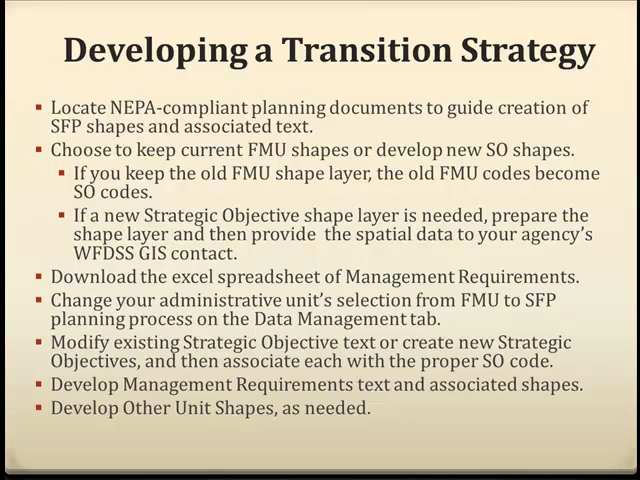 Developing a Transition Strategy
▪ Locate NEPA-compliant planning documents to guide creation of
SFP shapes and associated text.
▪ Choose to keep current FMU shapes or develop new SO shapes.
▪ If you keep the old FMU shape layer, the old FMU codes become
SO codes.
▪ If a new Strategic Objective shape layer is needed, prepare the
shape layer and then provide the spatial data to your agency's
WFDSS GIS contact.
▪ Download the excel spreadsheet of Management Requirements.
▪ Change your administrative unit's selection from FMU to SFP
planning process on the Data Management tab.
▪ Modify existing Strategic Objective text or create new Strategic
Objectives, and then associate each with the proper SO code.
▪ Develop Management Requirements text and associated shapes.
▪ Develop Other Unit Shapes, as needed.